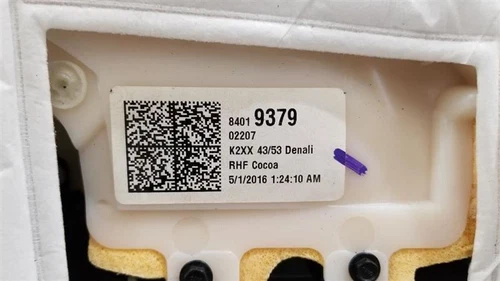 8401 9379
02207
K2XX 43/53 Denali
RHF Cocoa
5/1/2016 1:24:10 AM